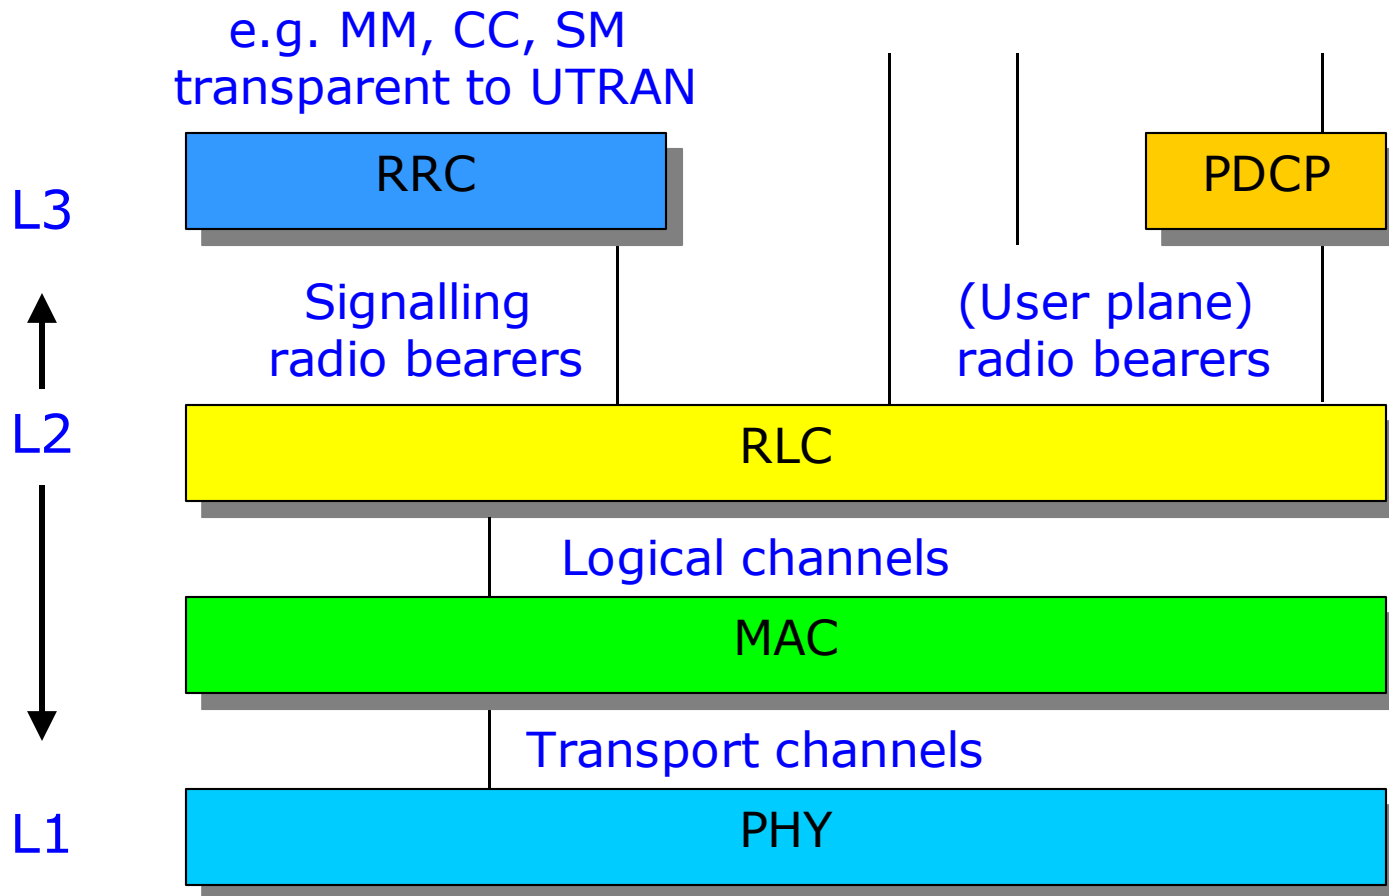 e.g. MM, CC, SM
transparent to UTRAN
RRC
PDCP
L3
Signalling
radio bearers
(User plane)
radio bearers
L2
RLC
Logical channels
MAC
Transport channels
L1
PHY